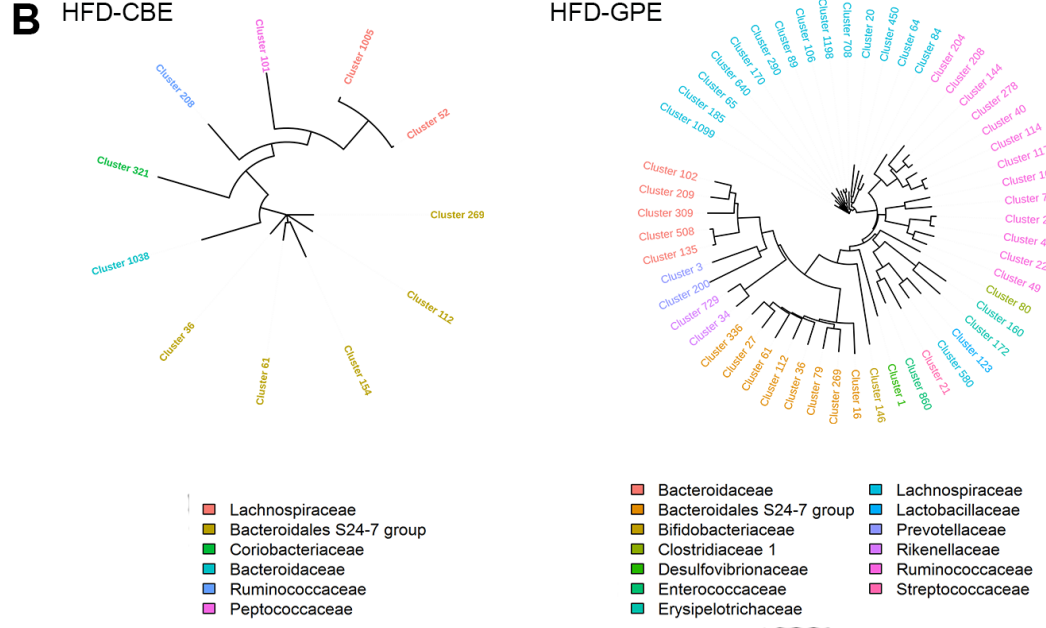 B
HFD-CBE
HFD-GPE
Cluster 101
Cluster 1005
Cluster 208
Cluster 52
Cluster 321
Cluster 269
Cluster 1038
Cluster 112
Cluster 36
Cluster 61
Cluster 154
Lachnospiraceae
Bacteroidales S24-7 group
Coriobacteriaceae
Bacteroidaceae
Ruminococcaceae
Peptococcaceae
Cluster 1099
Cluster 185
Cluster 65
Cluster 640
Cluster 170
Cluster 290
Cluster 89
Cluster 106
Cluster 1198
Cluster 708
Cluster 20
Cluster 450
Cluster 64
Cluster 84
Cluster 204
Cluster 208
Cluster 144
Cluster 278
Cluster 40
Cluster 114
Cluster
Cluster
Cluster
Cluster
Cluster
Cluster
Cluster 49
Cluster 80
Cluster 160
Cluster 172
Cluster 123
Cluster 580
Cluster 21
Cluster 860
Cluster 1
Cluster 146
Cluster 16
Cluster 269
Cluster 79
Cluster 36
Cluster 112
Cluster 61
Cluster 27
Cluster 336
Cluster 34
Cluster 729
Cluster 200
Cluster 3
Cluster 135
Cluster 508
Cluster 309
Cluster 209
Cluster 102
Bacteroidaceae
Bacteroidales S24-7 group
Bifidobacteriaceae
Clostridiaceae 1
Desulfovibrionaceae
Enterococcaceae
Erysipelotrichaceae
Lachnospiraceae
Lactobacillaceae
Prevotellaceae
Rikenellaceae
Ruminococcaceae
Streptococcaceae